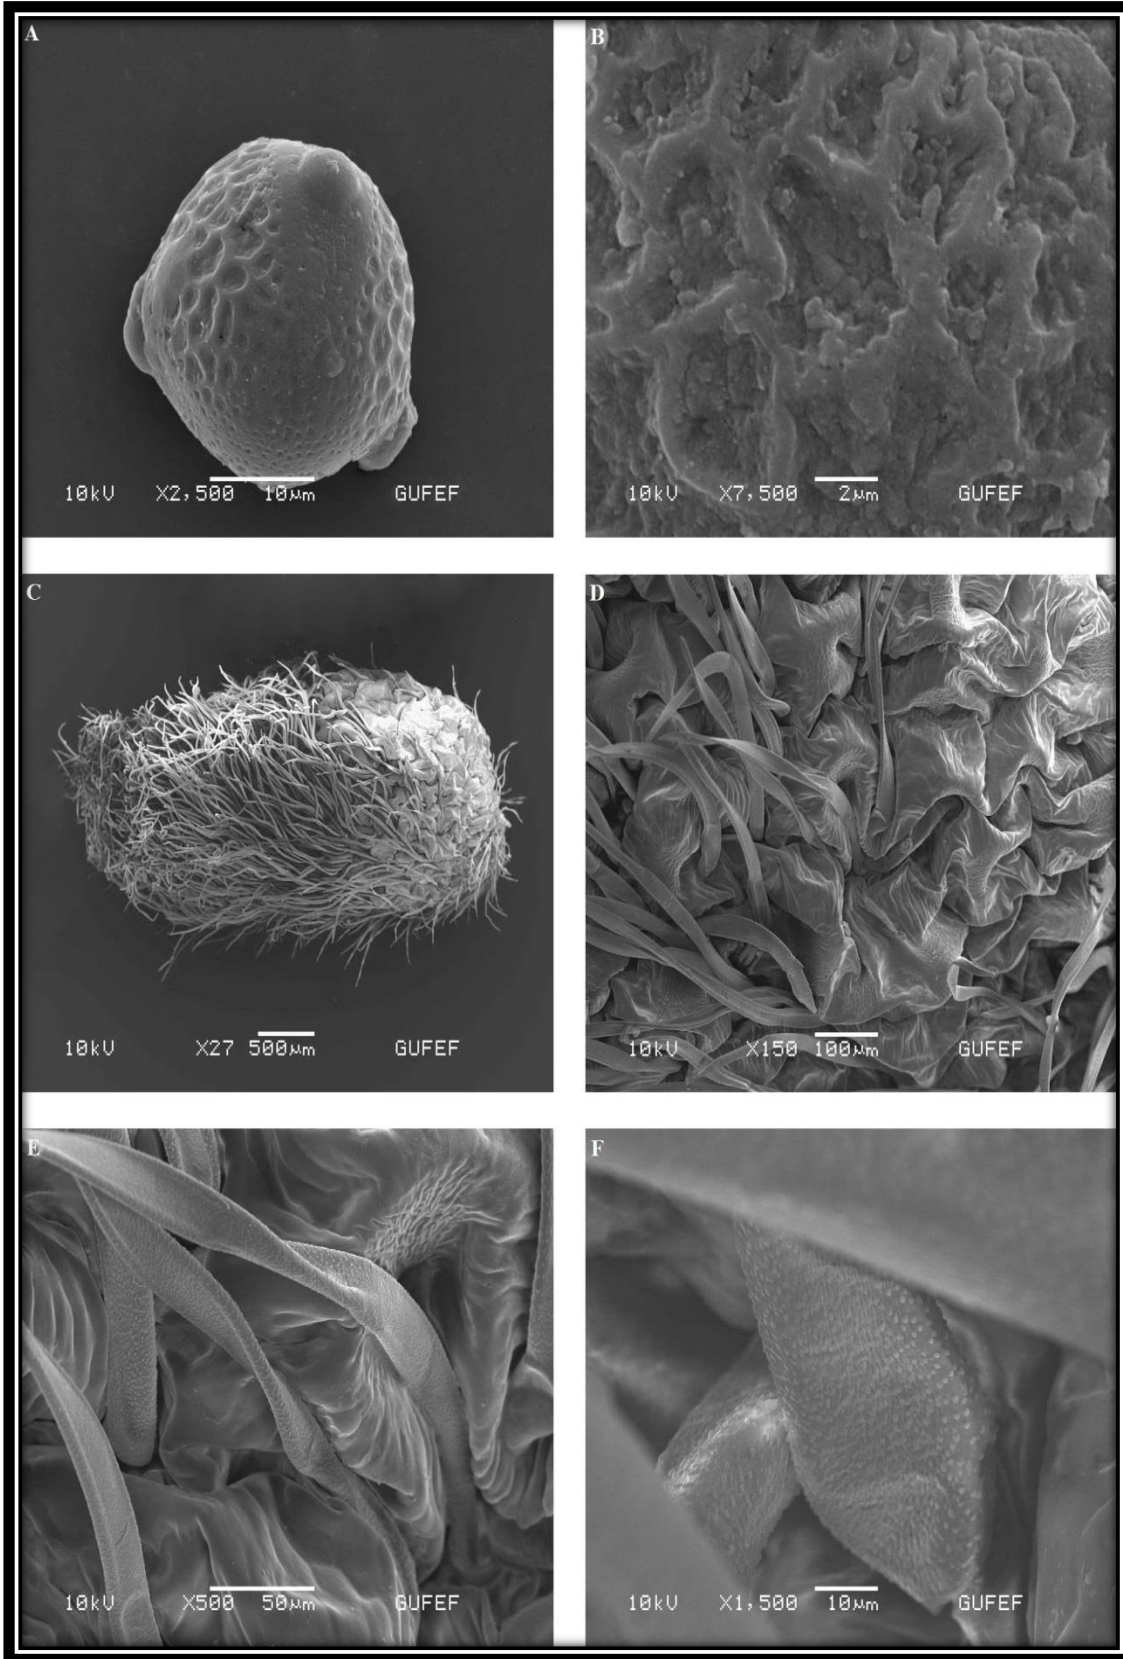 A
10kV X2,500 10μm GUFEF
B
10kV X7,500 2μm GUFEF
C
10kV X27 500μm GUFEF
D
10kV X150 100μm GUFEF
E
10kV X500 50μm GUFEF
F
10kV X1,500 10μm GUFEF